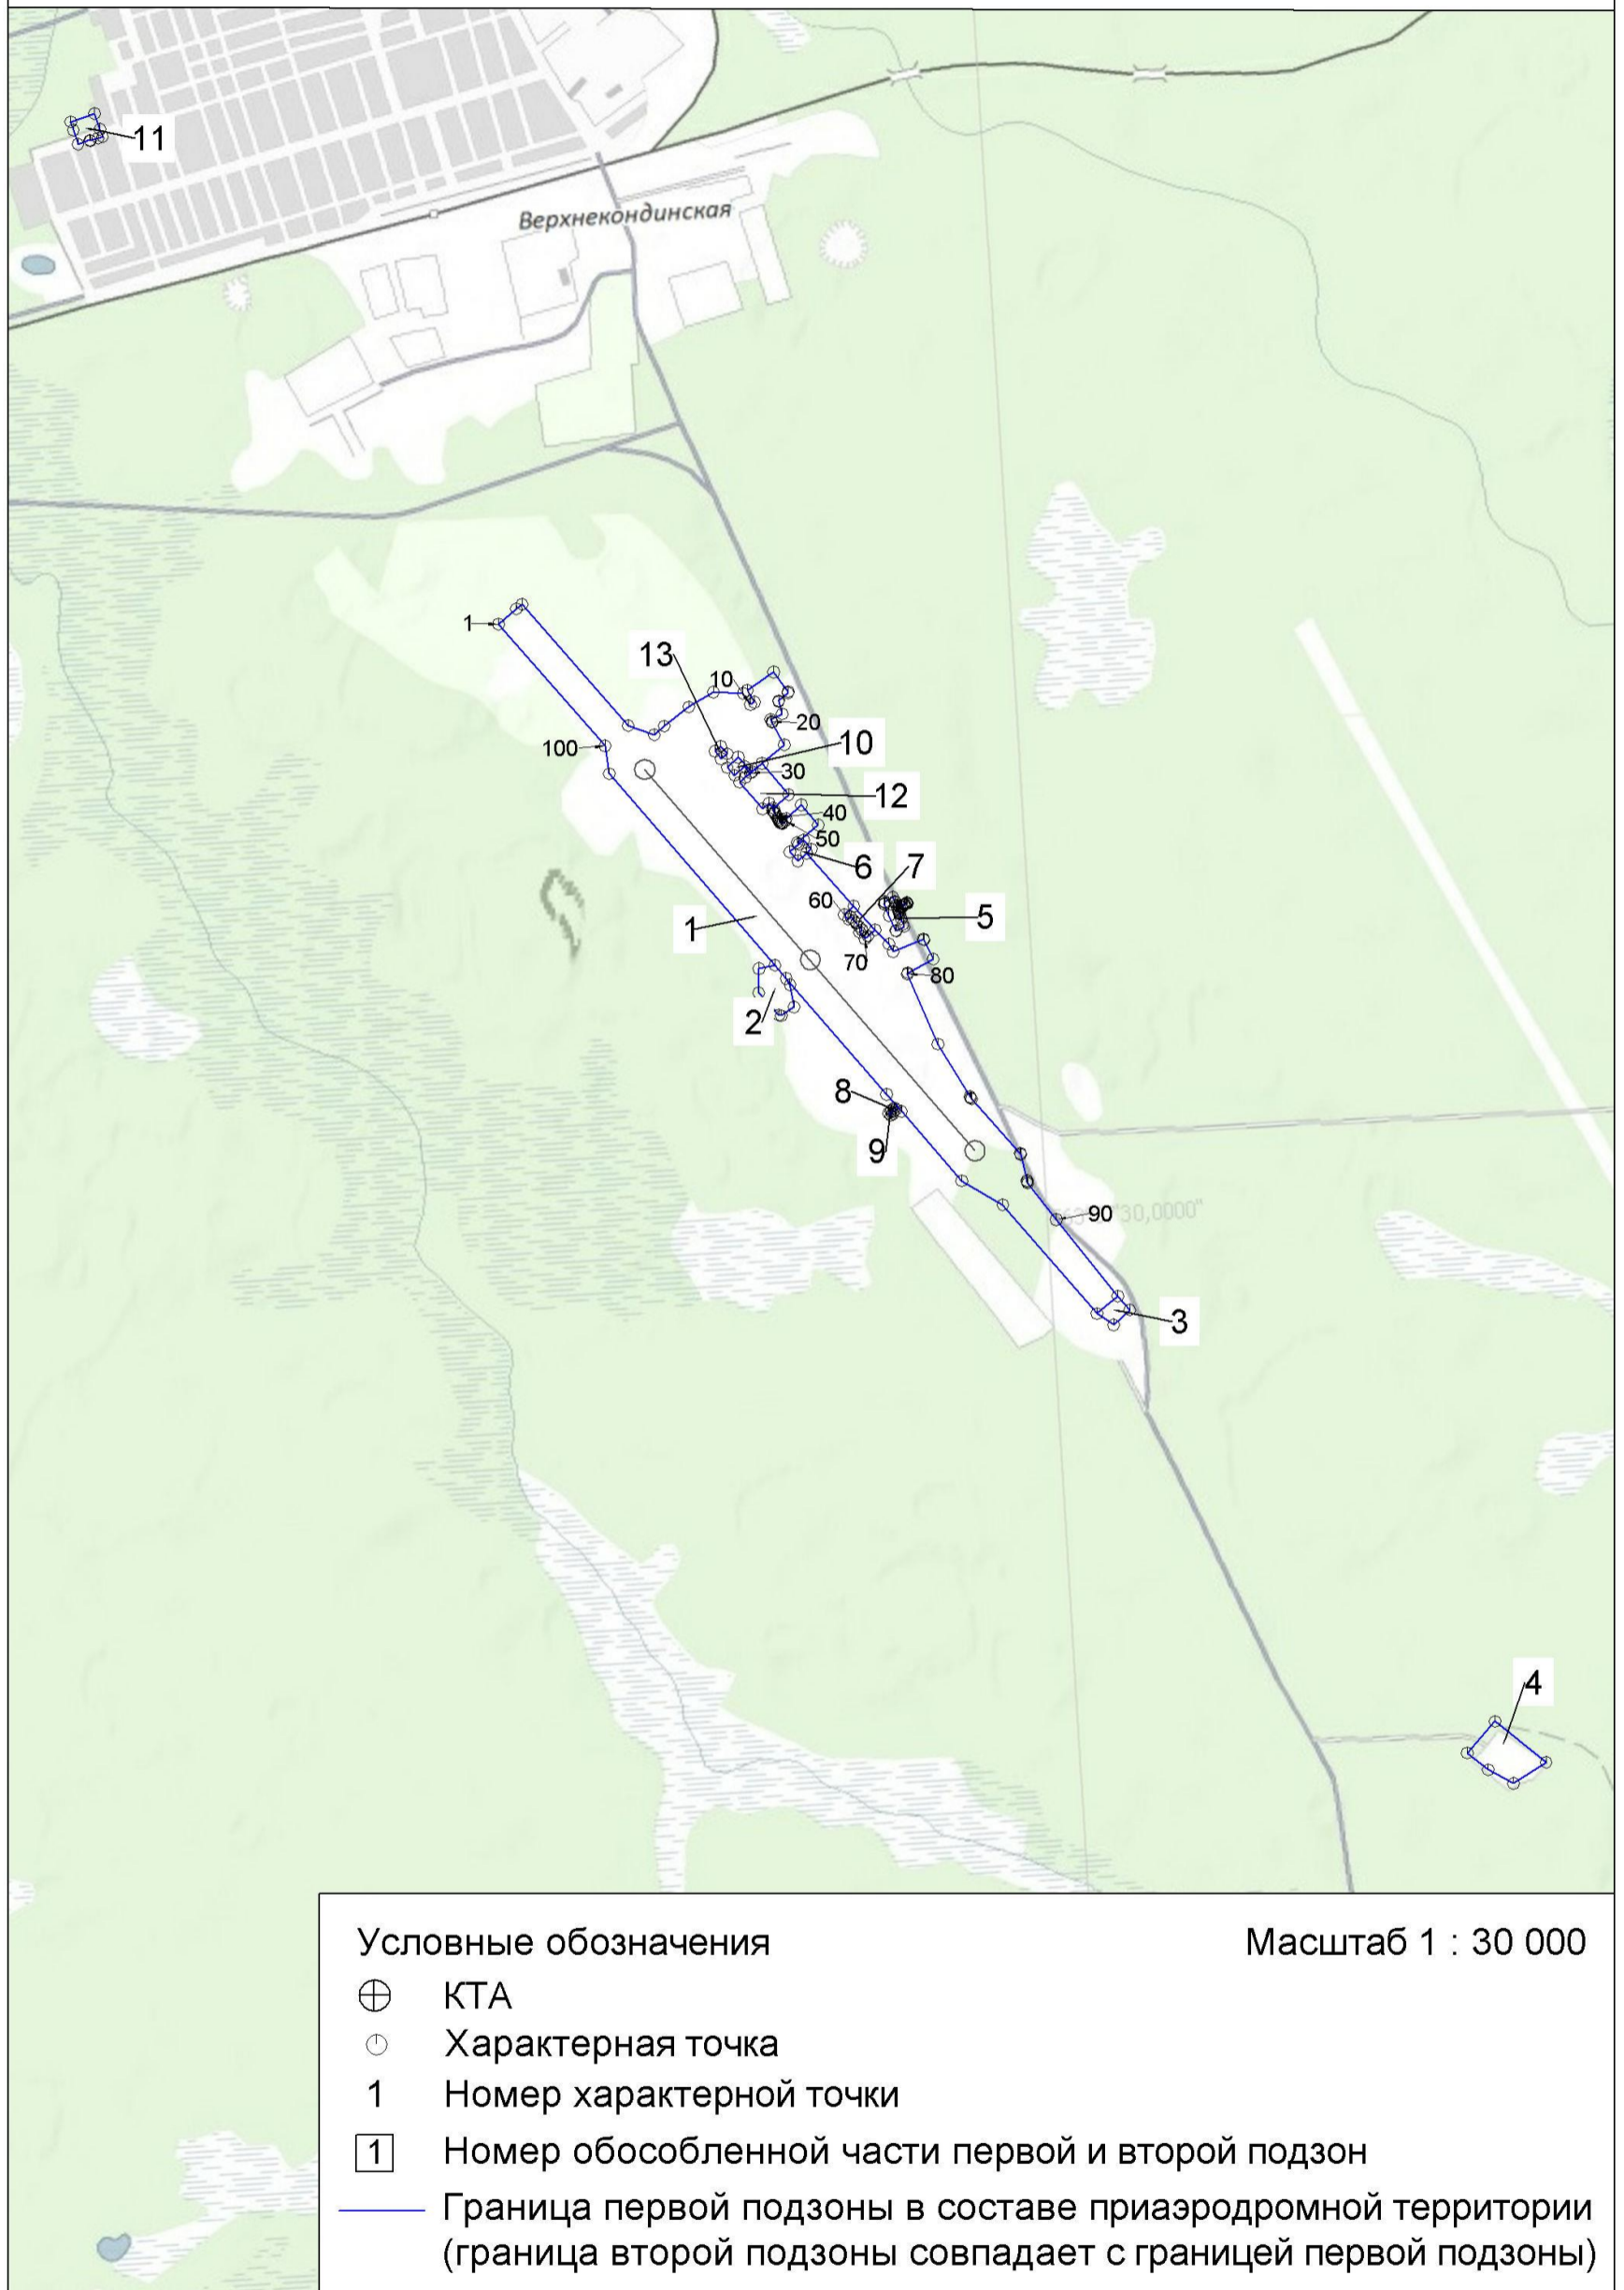 11
Верхнекондинская
1
13
10
20
100
10
30
12
40
50
6
7
60
5
1
70
80
2
8
9
90
30,0000"
3
4
Условные обозначения
Масштаб 1 : 30 000
КТА
Характерная точка
1 Номер характерной точки
1 Номер обособленной части первой и второй подзон
Граница первой подзоны в составе приаэродромной территории
(граница второй подзоны совпадает с границей первой подзоны)